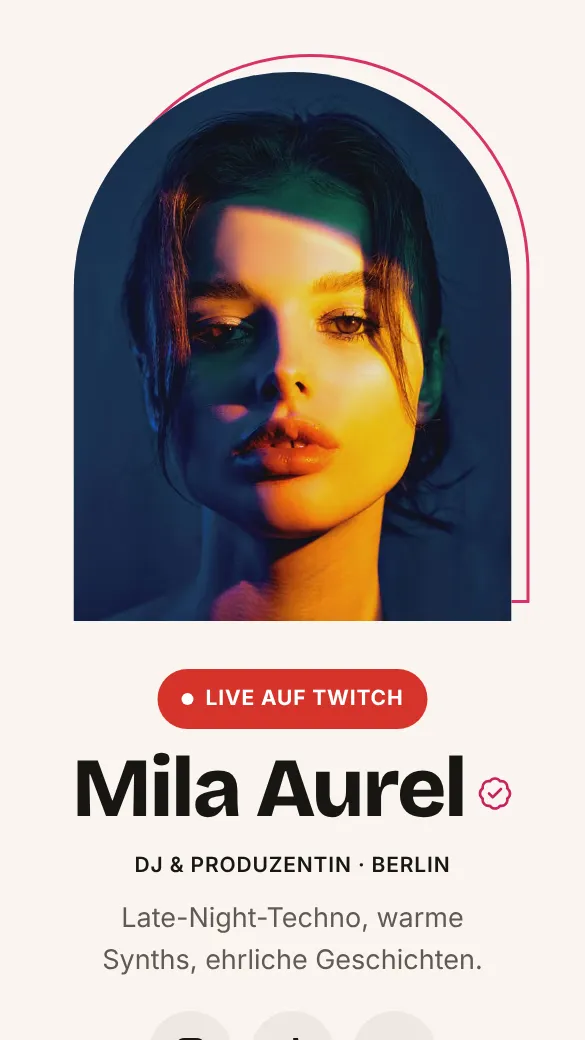 LIVE AUF TWITCH
Mila Aurel
DJ & PRODUZENTIN · BERLIN
Late-Night-Techno, warme
Synths, ehrliche Geschichten.